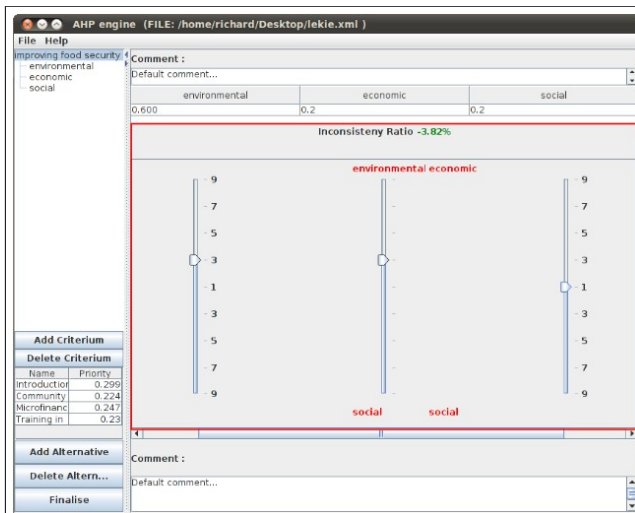 AHP engine (FILE: /home/richard/Desktop/lekie.xml )
File Help
improving food security
environmental
economic
social
Comment :
Default comment...
environmental economic social
0.600 0.2 0.2
Inconsisteny Ratio -3.82%
environmental economic
9 9
7 - 7
5 - 5
3 - 3
1 - 1
3 - 3
5 - 5
7 - 7
9 - 9
social social
Add Criterium
Delete Criterium
Name Priority
Introduction 0.299
Community 0.224
Microfinanc 0.247
Training in 0.23
Add Alternative
Delete Altern...
Finalise
Comment :
Default comment...